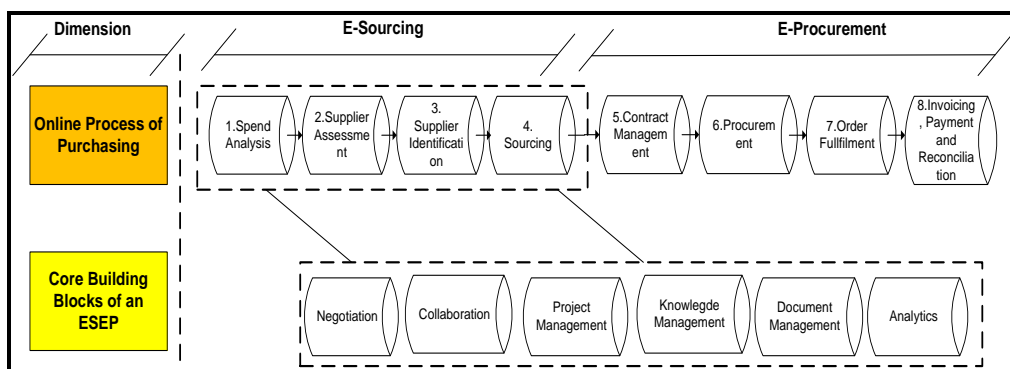 Dimension
E-Sourcing
E-Procurement
Online Process of
Purchasing
1.Spend
Analysis
2.Supplier
Assessme
nt
3.
Supplier
Identificati
on
4.
Sourcing
5.Contract
Managem
ent
6.Procurem
ent
7.Order
Fullfilment
8.Invoicing
, Payment
and
Reconcilia
tion
Core Building
Blocks of an
ESEP
Negotiation
Collaboration
Project
Management
Knowlegde
Management
Document
Management
Analytics